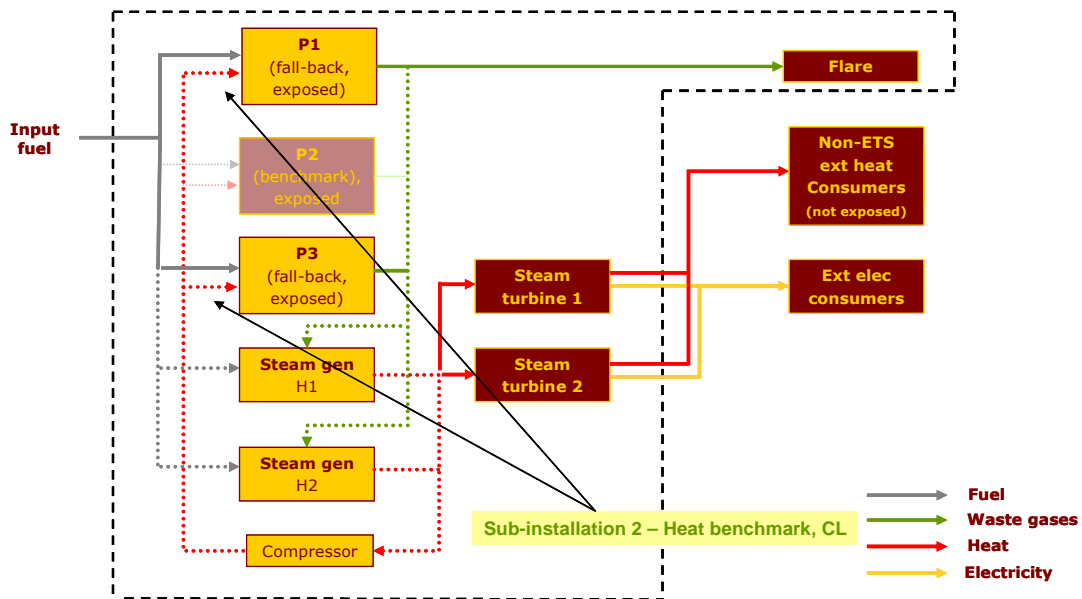 P1
(fall-back,
exposed)
Flare
Input
fuel
Non-ETS
ext heat
Consumers
(not exposed)
P2
(benchmark),
exposed
P3
(fall-back,
exposed)
Steam
turbine 1
Ext elec
consumers
Steam gen
H1
Steam
turbine 2
Steam gen
H2
Sub-installation 2 – Heat benchmark, CL
Compressor
Fuel
Waste gases
Heat
Electricity